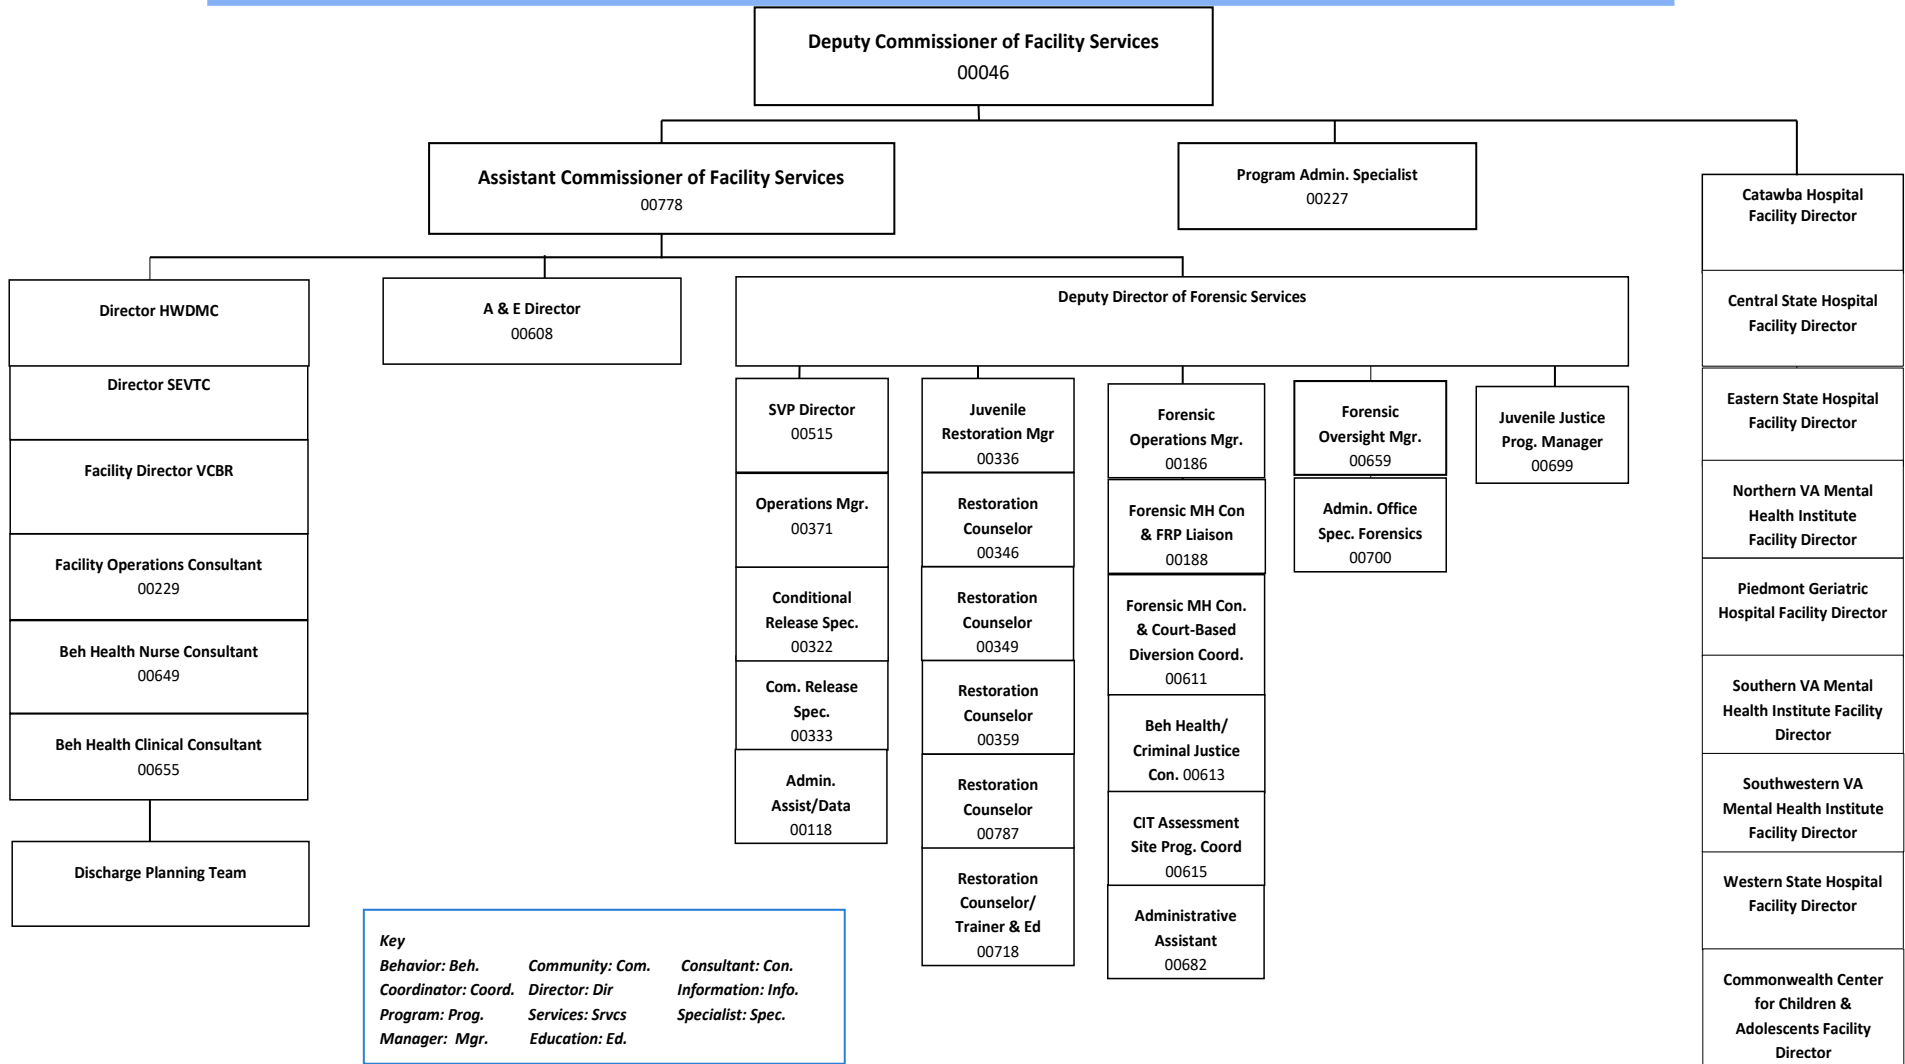 Deputy Commissioner of Facility Services
00046
Assistant Commissioner of Facility Services
00778
Program Admin. Specialist
00227
Director HWDMC
Director SEVTC
Facility Director VCBR
Facility Operations Consultant
00229
Beh Health Nurse Consultant
00649
Beh Health Clinical Consultant
00655
Discharge Planning Team
A & E Director
00608
Deputy Director of Forensic Services
SVP Director
00515
Operations Mgr.
00371
Conditional
Release Spec.
00322
Com. Release
Spec.
00333
Admin.
Assist/Data
00118
Juvenile
Restoration Mgr
00336
Restoration
Counselor
00346
Restoration
Counselor
00349
Restoration
Counselor
00359
Restoration
Counselor
00787
Restoration
Counselor/
Trainer & Ed
00718
Forensic
Operations Mgr.
00186
Forensic MH Con
& FRP Liaison
00188
Forensic MH Con.
& Court-Based
Diversion Coord.
00611
Beh Health/
Criminal Justice
Con. 00613
CIT Assessment
Site Prog. Coord
00615
Administrative
Assistant
00682
Forensic
Oversight Mgr.
00659
Admin. Office
Spec. Forensics
00700
Juvenile Justice
Prog. Manager
00699
Catawba Hospital
Facility Director
Central State Hospital
Facility Director
Eastern State Hospital
Facility Director
Northern VA Mental
Health Institute
Facility Director
Piedmont Geriatric
Hospital Facility Director
Southern VA Mental
Health Institute Facility
Director
Southwestern VA
Mental Health Institute
Facility Director
Western State Hospital
Facility Director
Commonwealth Center
for Children &
Adolescents Facility
Director
Key
Behavior: Beh. Community: Com. Consultant: Con.
Coordinator: Coord. Director: Dir Information: Info.
Program: Prog. Services: Srvcs Specialist: Spec.
Manager: Mgr. Education: Ed.